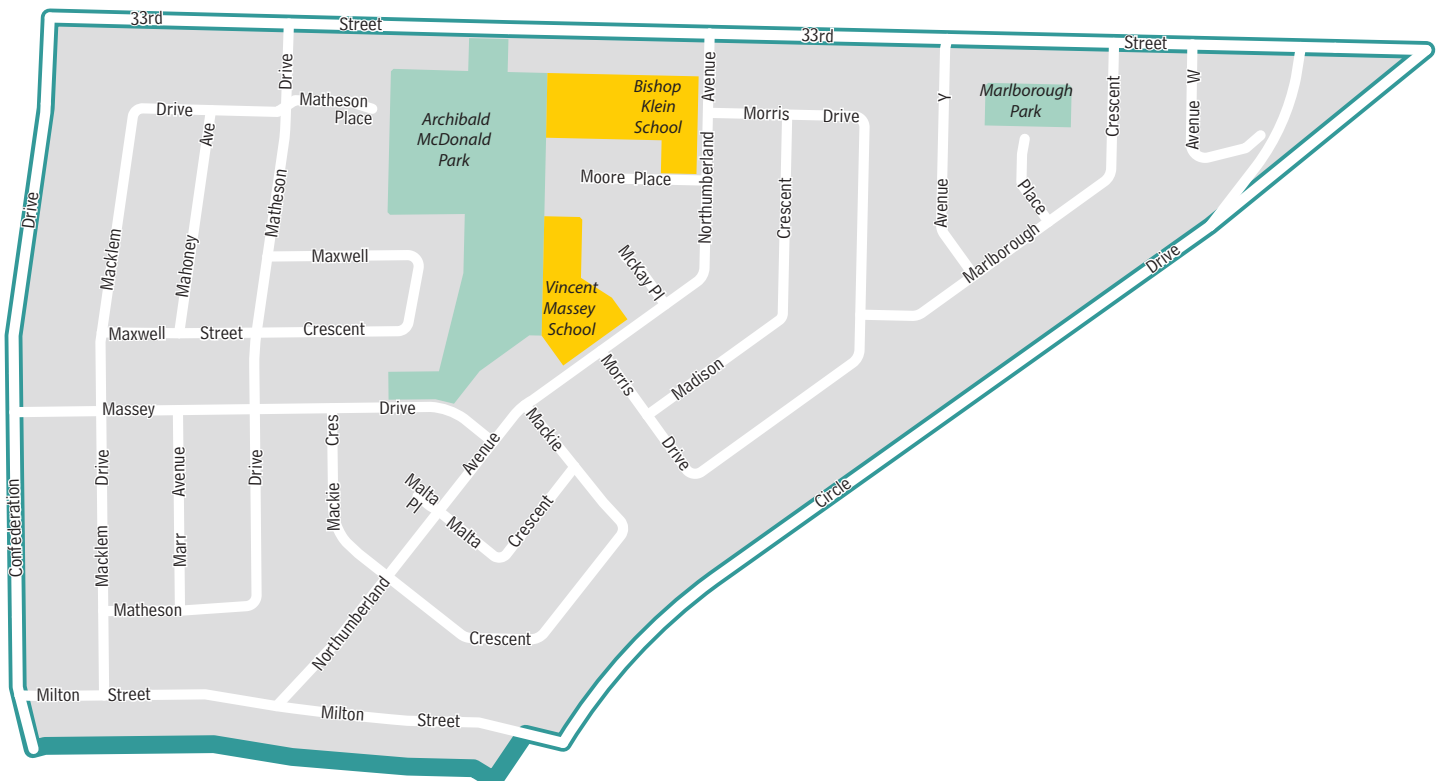 33rd
Street
33rd
Street
Drive
Matheson
Place
Drive
Ave
Archibald
McDonald
Park
Bishop
Klein
School
Avenue
Morris
Drive
Y
Marlborough
Park
Crescent
Avenue W
Moore Place
Northumberland
Crescent
Avenue
Place
Drive
Matheson
Macklem
Mahoney
Maxwell
McKay Pl
Marlborough
Drive
Vincent
Massey
School
Maxwell
Street
Crescent
Morris
Madison
Massey
Drive
Cres
Mackie
Avenue
Drive
Drive
Avenue
Drive
Mackie
Malta
Pl
Malta
Crescent
Circle
Confederation
Macklem
Marr
Matheson
Northumberland
Crescent
Milton
Street
Milton
Street